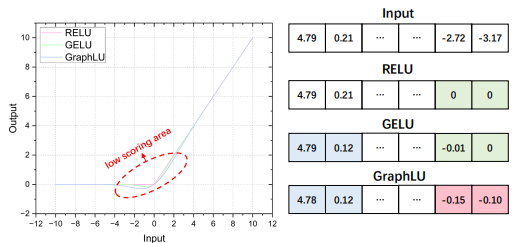 RELU
GELU
GraphLU
low scoring area
Output
11
10
8
6
4
2
0
−2
−12 −10 −8 −6 −4 −2 0 2 4 6 8 10 12
Input
Input
4.79 0.21 ... ... -2.72 -3.17
RELU
4.79 0.21 ... ... 0 0
GELU
4.79 0.12 ... ... -0.01 0
GraphLU
4.78 0.12 ... ... -0.15 -0.10